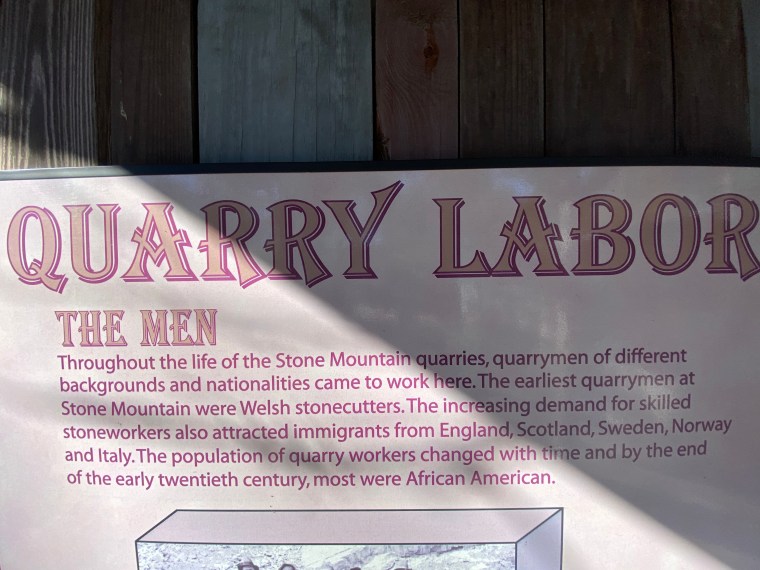 QUARRY LABOR
THE MEN
Throughout the life of the Stone Mountain quarries, quarrymen of different
backgrounds and nationalities came to work here. The earliest quarrymen at
Stone Mountain were Welsh stonecutters. The increasing demand for skilled
stoneworkers also attracted immigrants from England, Scotland, Sweden, Norway
and Italy. The population of quarry workers changed with time and by the end
of the early twentieth century, most were African American.